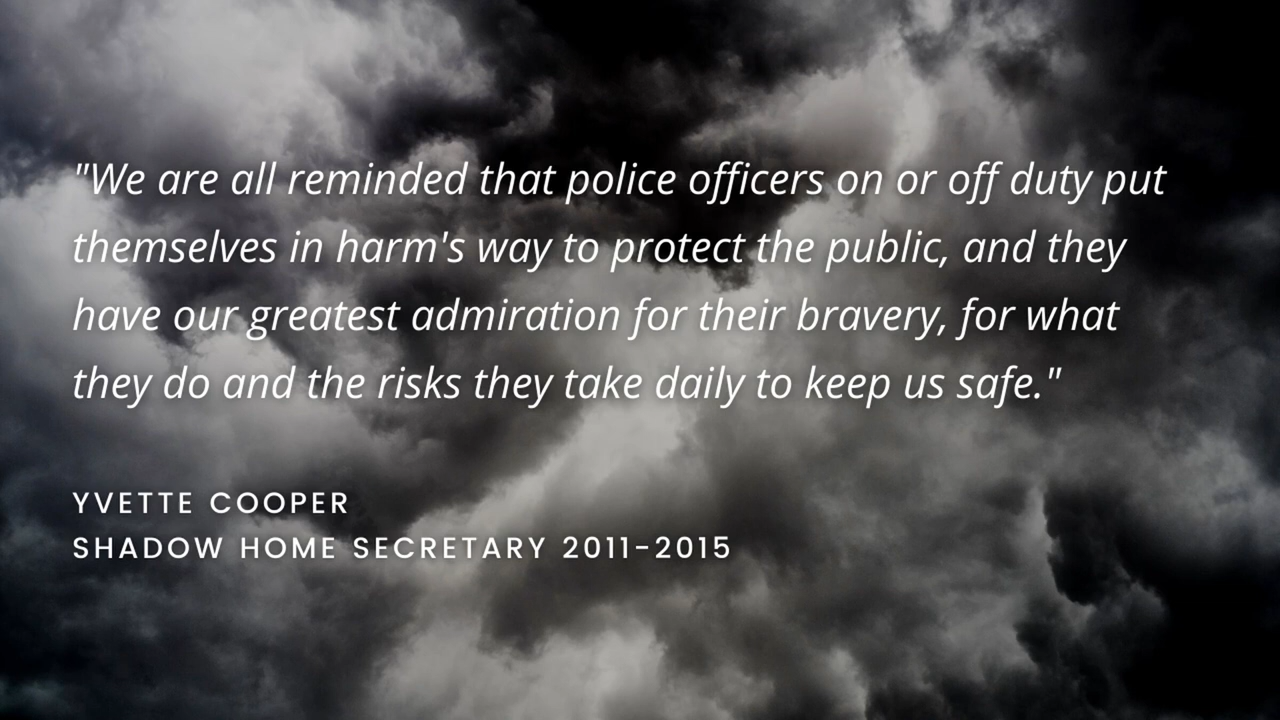 "We are all reminded that police officers on or off duty put
themselves in harm's way to protect the public, and they
have our greatest admiration for their bravery, for what
they do and the risks they take daily to keep us safe."
YVETTE COOPER
SHADOW HOME SECRETARY 2011-2015